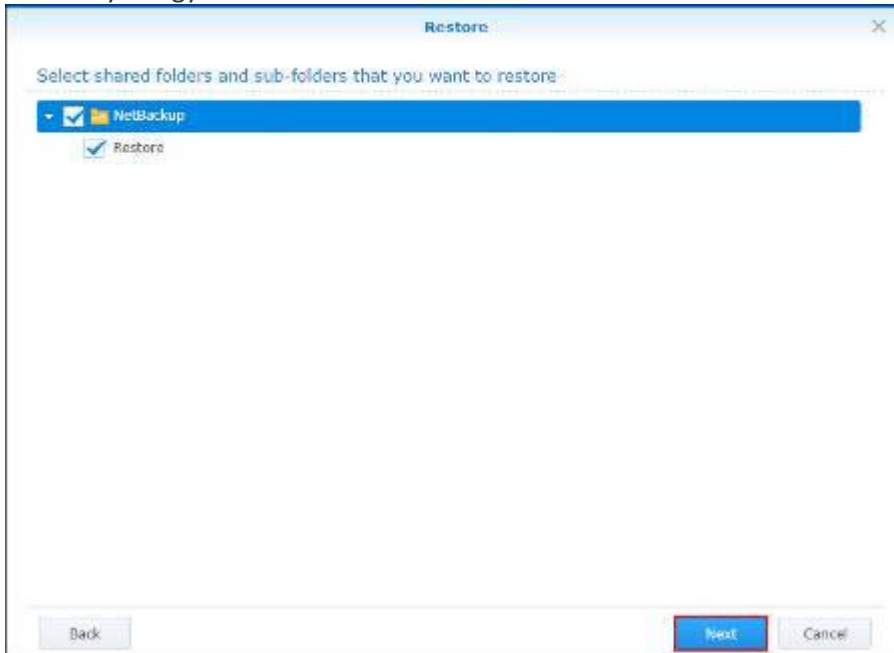 Restore
Select shared folders and sub-folders that you want to restore
NetBackup
Restore
Back Next Cancel